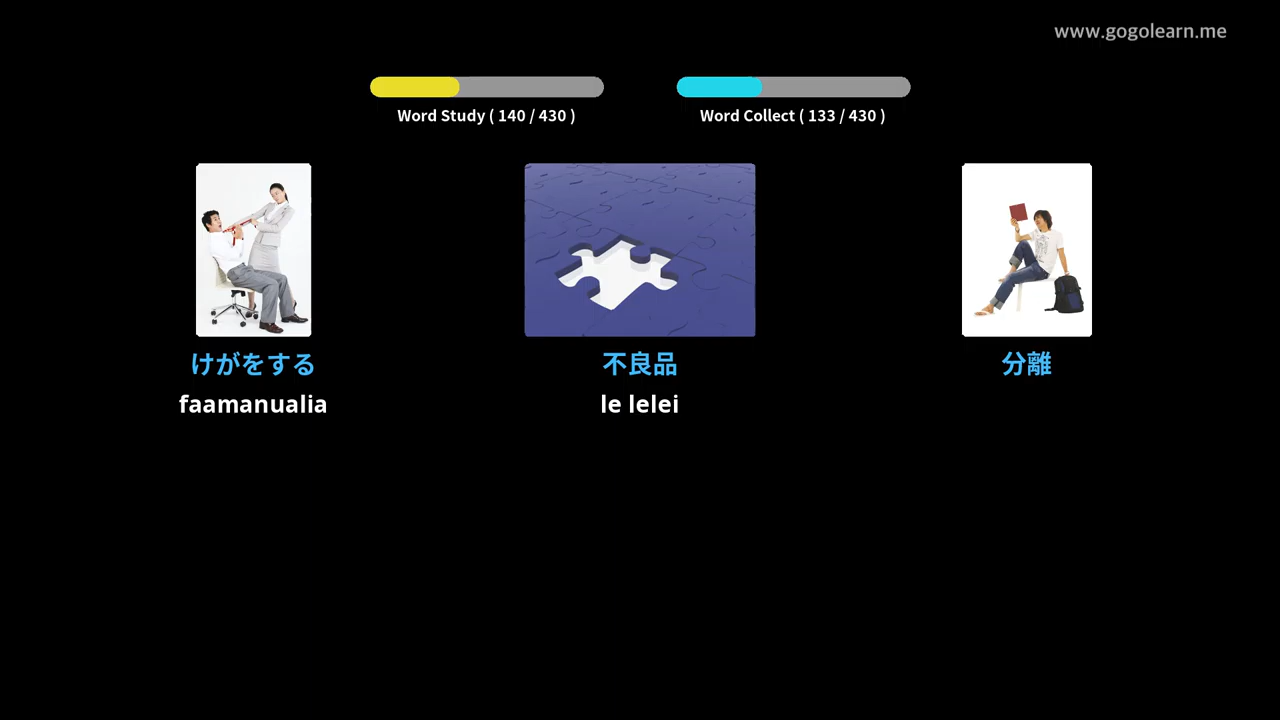 www.gogolearn.me
Word Study ( 140 / 430 )
Word Collect ( 133 / 430 )
けがをする
不良品
分離
faamanualia
le lelei